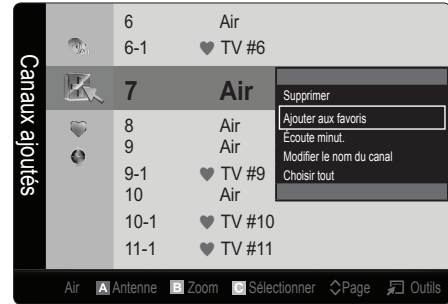 Canaux ajoutés
6 Air
6-1 ♥ TV #6
7 Air
8 Air
9 Air
9-1 ♥ TV #9
10 Air
10-1 ♥ TV #10
11-1 ♥ TV #11
Supprimer
Ajouter aux favoris
Écoute minut.
Modifier le nom du canal
Choisir tout
Air A Antenne B Zoom C Sélectionner Page Outils